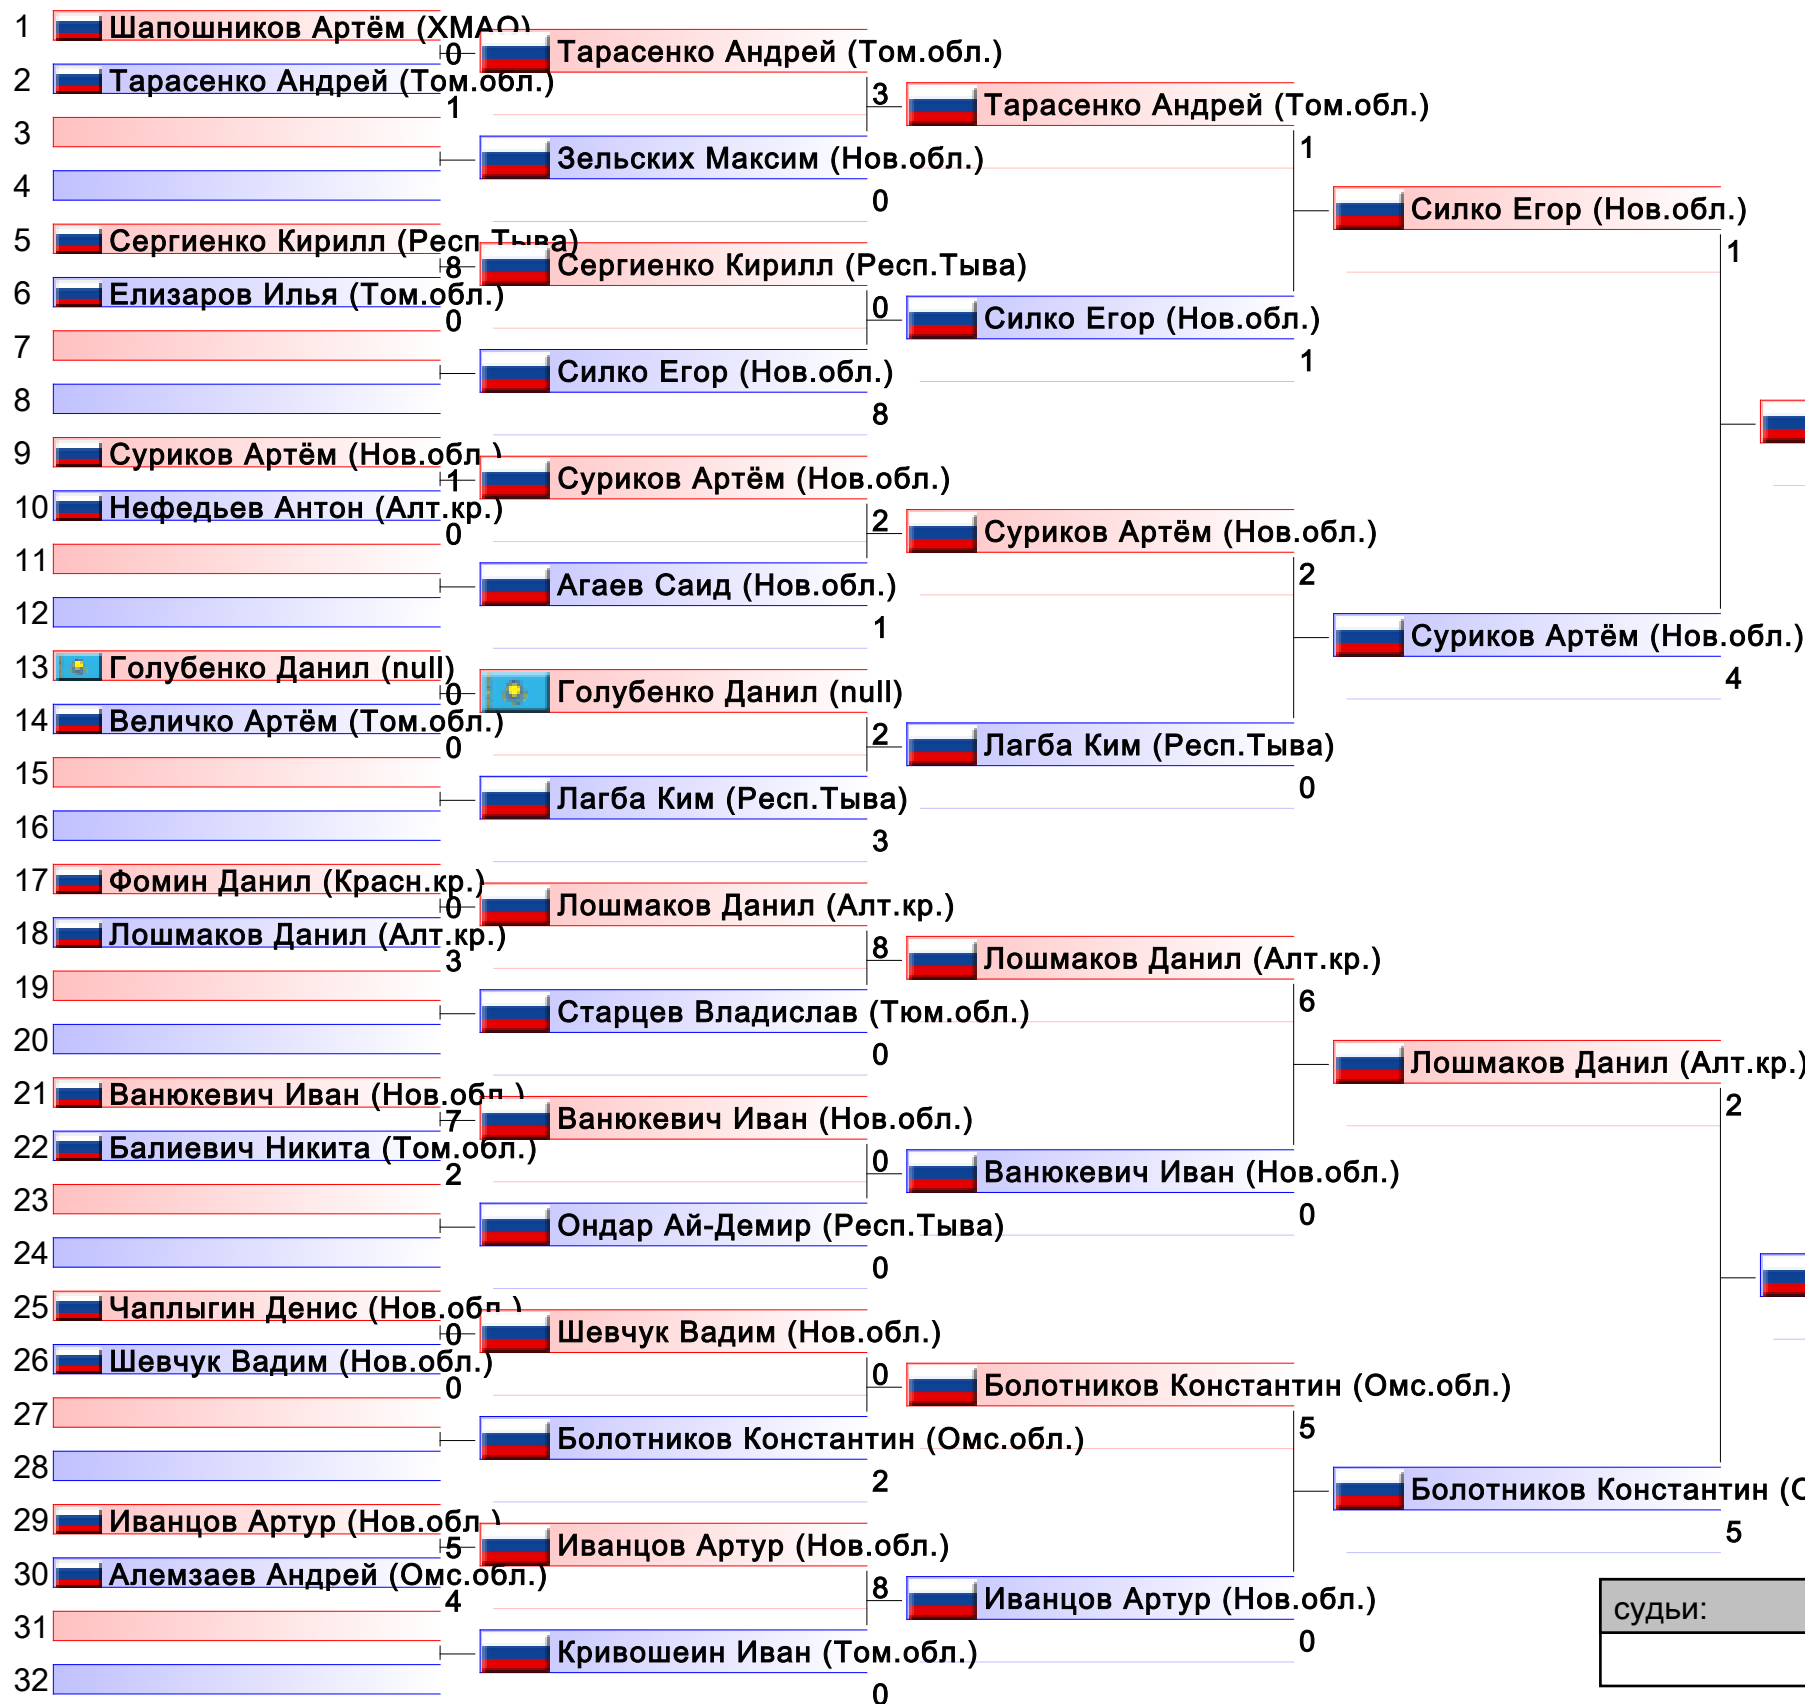 1 Шапошников Артём (ХМАО)
0
2 Тарасенко Андрей (Том.обл.)
1
3
4
5 Сергиенко Кирилл (Респ.Тыва)
8
6 Елизаров Илья (Том.обл.)
0
7
8
9 Суриков Артём (Нов.обл.)
1
10 Нефедьев Антон (Алт.кр.)
0
11
12
13 Голубенко Данил (null)
0
14 Величко Артём (Том.обл.)
0
15
16
17 Фомин Данил (Красн.кр.)
0
18 Лошмаков Данил (Алт.кр.)
3
19
20
21 Ванюкевич Иван (Нов.обл.)
7
22 Балиевич Никита (Том.обл.)
2
23
24
25 Чаплыгин Денис (Нов.обл.)
0
26 Шевчук Вадим (Нов.обл.)
0
27
28
29 Иванцов Артур (Нов.обл.)
5
30 Алемзаев Андрей (Омс.обл.)
4
31
32
Тарасенко Андрей (Том.обл.)
3
Зельских Максим (Нов.обл.)
0
Сергиенко Кирилл (Респ.Тыва)
0
Силко Егор (Нов.обл.)
8
Суриков Артём (Нов.обл.)
2
Агаев Саид (Нов.обл.)
1
Голубенко Данил (null)
2
Лагба Ким (Респ.Тыва)
3
Лошмаков Данил (Алт.кр.)
8
Старцев Владислав (Тюм.обл.)
0
Ванюкевич Иван (Нов.обл.)
0
Ондар Ай-Демир (Респ.Тыва)
0
Шевчук Вадим (Нов.обл.)
0
Болотников Константин (Омс.обл.)
2
Иванцов Артур (Нов.обл.)
8
Кривошеин Иван (Том.обл.)
0
Тарасенко Андрей (Том.обл.)
1
Силко Егор (Нов.обл.)
1
Суриков Артём (Нов.обл.)
2
Лагба Ким (Респ.Тыва)
0
Лошмаков Данил (Алт.кр.)
6
Ванюкевич Иван (Нов.обл.)
0
Болотников Константин (Омс.обл.)
5
Иванцов Артур (Нов.обл.)
0
Силко Егор (Нов.обл.)
1
Суриков Артём (Нов.обл.)
4
Лошмаков Данил (Алт.кр.)
2
Болотников Константин
5
судьи: